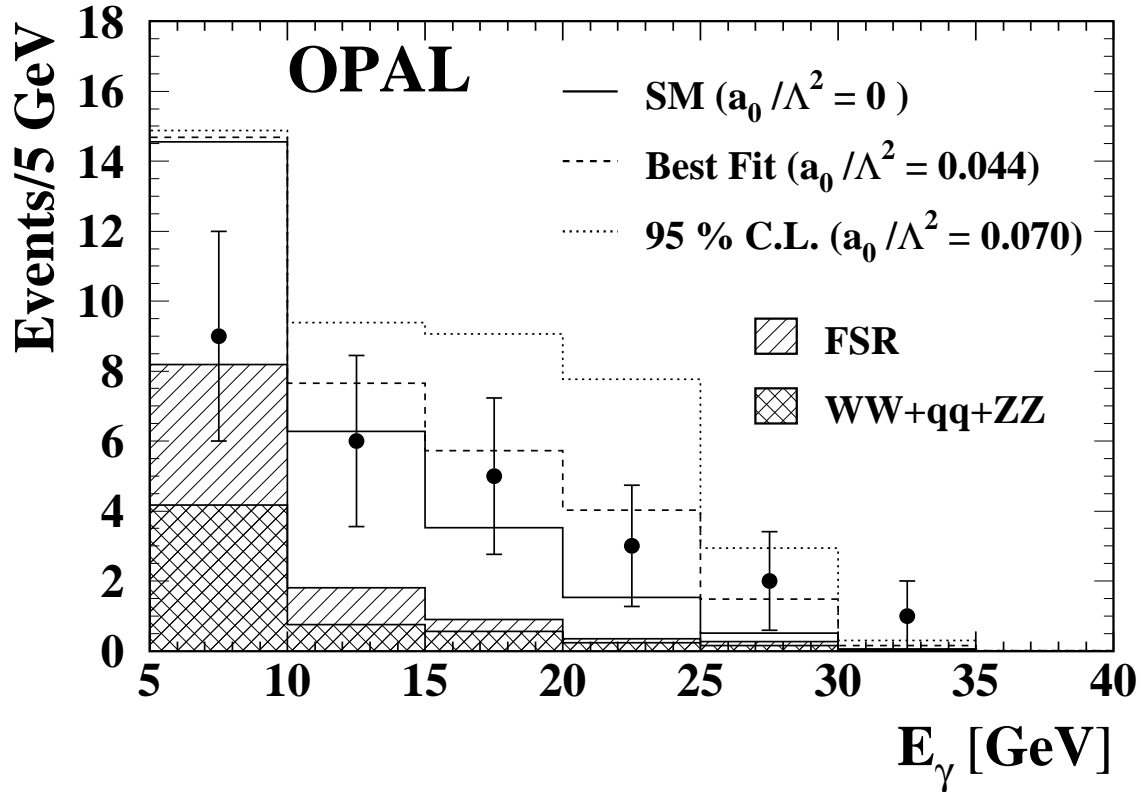 OPAL
Events/5 GeV
18
16
14
12
10
8
6
4
2
0
SM (a₀ /Λ² = 0 )
Best Fit (a₀ /Λ² = 0.044)
95 % C.L. (a₀ /Λ² = 0.070)
FSR
WW+qq+ZZ
5 10 15 20 25 30 35 40
E_γ [GeV]